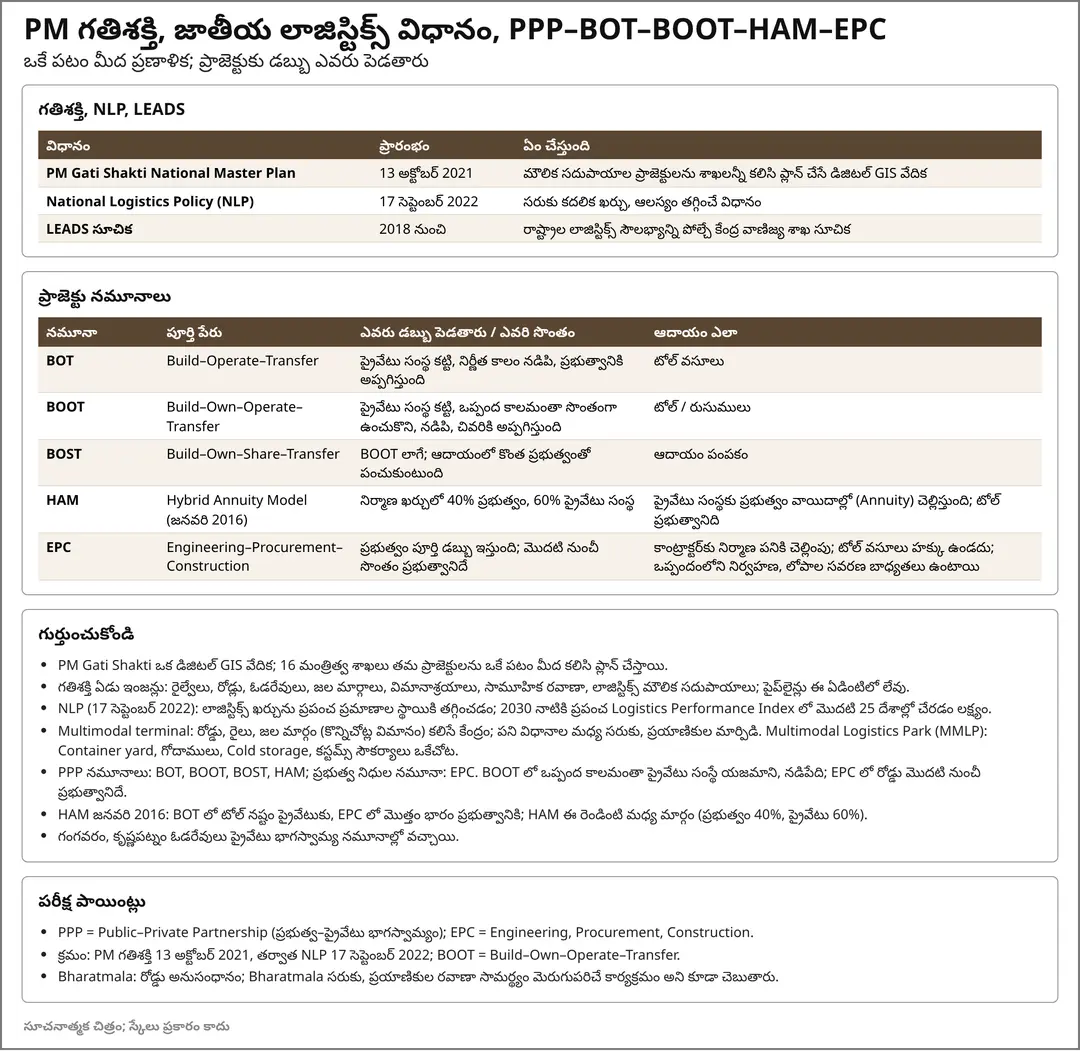 PM గతిశక్తి, జాతీయ లాజిస్టిక్స్ విధానం, PPP–BOT–BOOT–HAM–EPC
ఒకే పటం మీద ప్రణాళిక; ప్రాజెక్టుకు డబ్బు ఎవరు పెడతారు
గతిశక్తి, NLP, LEADS
విధానం ప్రారంభం ఏం చేస్తుంది
PM Gati Shakti National Master Plan 13 అక్టోబర్ 2021 మౌలిక సదుపాయాల ప్రాజెక్టులను శాఖలన్నీ కలిసి ప్లాన్ చేసే డిజిటల్ GIS వేదిక
National Logistics Policy (NLP) 17 సెప్టెంబర్ 2022 సరుకు కదలిక ఖర్చు, ఆలస్యం తగ్గించే విధానం
LEADS సూచిక 2018 నుంచి రాష్ట్రాల లాజిస్టిక్స్ సౌలభ్యాన్ని పోల్చే కేంద్ర వాణిజ్య శాఖ సూచిక
ప్రాజెక్టు నమూనాలు
నమూనా పూర్తి పేరు ఎవరు డబ్బు పెడతారు / ఎవరి సొంతం ఆదాయం ఎలా
BOT Build–Operate–Transfer ప్రైవేటు సంస్థ కట్టి, నిర్ణీత కాలం నడిపి, ప్రభుత్వానికి టోల్ వసూలు
అప్పగిస్తుంది
BOOT Build–Own–Operate– ప్రైవేటు సంస్థ కట్టి, ఒప్పంద కాలమంతా సొంతంగా టోల్ / రుసుములు
Transfer ఉంచుకొని, నడిపి, చివరికి అప్పగిస్తుంది
BOST Build–Own–Share–Transfer BOOT లాగే; ఆదాయంలో కొంత ప్రభుత్వంతో ఆదాయం పంపకం
పంచుకుంటుంది
HAM Hybrid Annuity Model నిర్మాణ ఖర్చులో 40% ప్రభుత్వం, 60% ప్రైవేటు సంస్థ ప్రైవేటు సంస్థకు ప్రభుత్వం వాయిదాల్లో (Annuity) చెల్లిస్తుంది; టోల్
(జనవరి 2016) ప్రభుత్వానిది
EPC Engineering–Procurement– ప్రభుత్వం పూర్తి డబ్బు ఇస్తుంది; మొదటి నుంచీ కాంట్రాక్టర్‌కు నిర్మాణ పనికి చెల్లింపు; టోల్ వసూలు హక్కు ఉండదు;
Construction సొంతం ప్రభుత్వానిదే ఒప్పందంలోని నిర్వహణ, లోపాల సవరణ బాధ్యతలు ఉంటాయి
గుర్తుంచుకోండి
• PM Gati Shakti ఒక డిజిటల్ GIS వేదిక; 16 మంత్రిత్వ శాఖలు తమ ప్రాజెక్టులను ఒకే పటం మీద కలిసి ప్లాన్ చేస్తాయి.
• గతిశక్తి ఏడు ఇంజన్లు: రైల్వేలు, రోడ్లు, ఓడరేవులు, జల మార్గాలు, విమానాశ్రయాలు, సామూహిక రవాణా, లాజిస్టిక్స్ మౌలిక సదుపాయాలు; పైప్‌లైన్లు ఈ ఏడింటిలో లేవు.
• NLP (17 సెప్టెంబర్ 2022): లాజిస్టిక్స్ ఖర్చును ప్రపంచ ప్రమాణాల స్థాయికి తగ్గించడం; 2030 నాటికి ప్రపంచ Logistics Performance Index లో మొదటి 25 దేశాల్లో చేరడం లక్ష్యం.
• Multimodal terminal: రోడ్డు, రైలు, జల మార్గం (కొన్నిచోట్ల విమానం) కలిసే కేంద్రం; పని విధానాల మధ్య సరుకు, ప్రయాణికుల మార్పిడి. Multimodal Logistics Park (MMLP):
Container yard, గోదాములు, Cold storage, కస్టమ్స్ సౌకర్యాలు ఒకేచోట.
• PPP నమూనాలు: BOT, BOOT, BOST, HAM; ప్రభుత్వ నిధుల నమూనా: EPC. BOOT లో ఒప్పంద కాలమంతా ప్రైవేటు సంస్థే యజమాని, నడిపేది; EPC లో రోడ్డు మొదటి నుంచీ
ప్రభుత్వానిదే.
• HAM జనవరి 2016: BOT లో టోల్ నష్టం ప్రైవేటుకు, EPC లో మొత్తం భారం ప్రభుత్వానికి; HAM ఈ రెండింటి మధ్య మార్గం (ప్రభుత్వం 40%, ప్రైవేటు 60%).
• గంగవరం, కృష్ణపట్నం ఓడరేవులు ప్రైవేటు భాగస్వామ్య నమూనాల్లో వచ్చాయి.
పరీక్ష పాయింట్లు
• PPP = Public–Private Partnership (ప్రభుత్వ–ప్రైవేటు భాగస్వామ్యం); EPC = Engineering, Procurement, Construction.
• క్రమం: PM గతిశక్తి 13 అక్టోబర్ 2021, తర్వాత NLP 17 సెప్టెంబర్ 2022; BOOT = Build–Own–Operate–Transfer.
• Bharatmala: రోడ్డు అనుసంధానం; Bharatmala సరుకు, ప్రయాణికుల రవాణా సామర్థ్యం మెరుగుపరిచే కార్యక్రమం అని కూడా చెబుతారు.
సూచనాత్మక చిత్రం; స్కేలు ప్రకారం కాదు